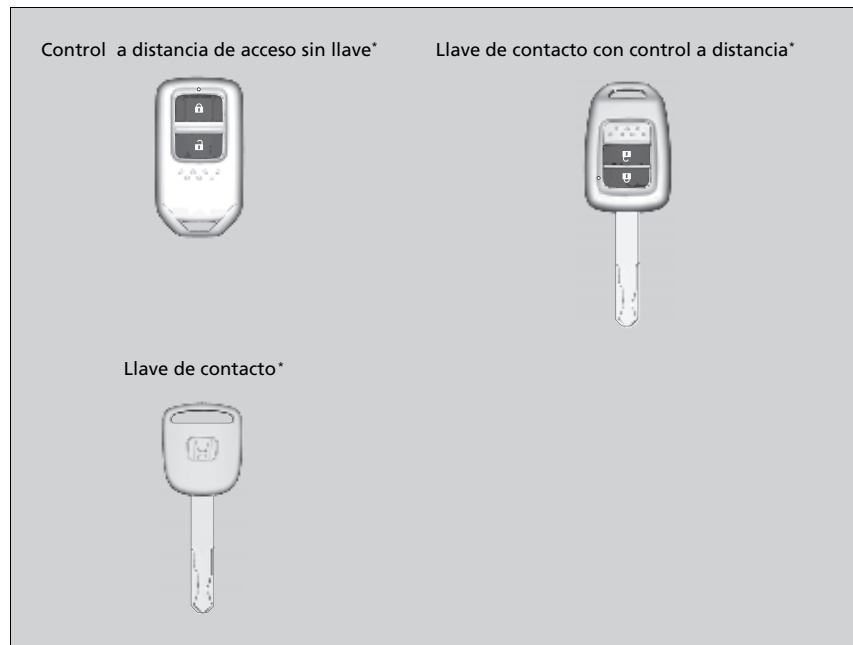 Control a distancia de acceso sin llave*
Llave de contacto con control a distancia*
Llave de contacto*